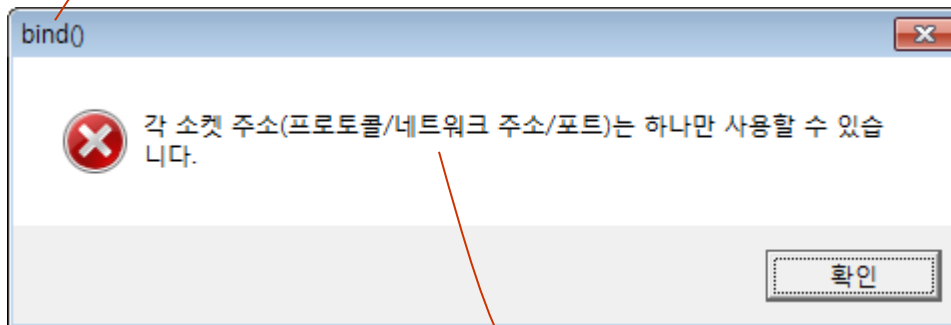 bind()
각 소켓 주소(프로토콜/네트워크 주소/포트)는 하나만 사용할 수 있습
니다.
확인